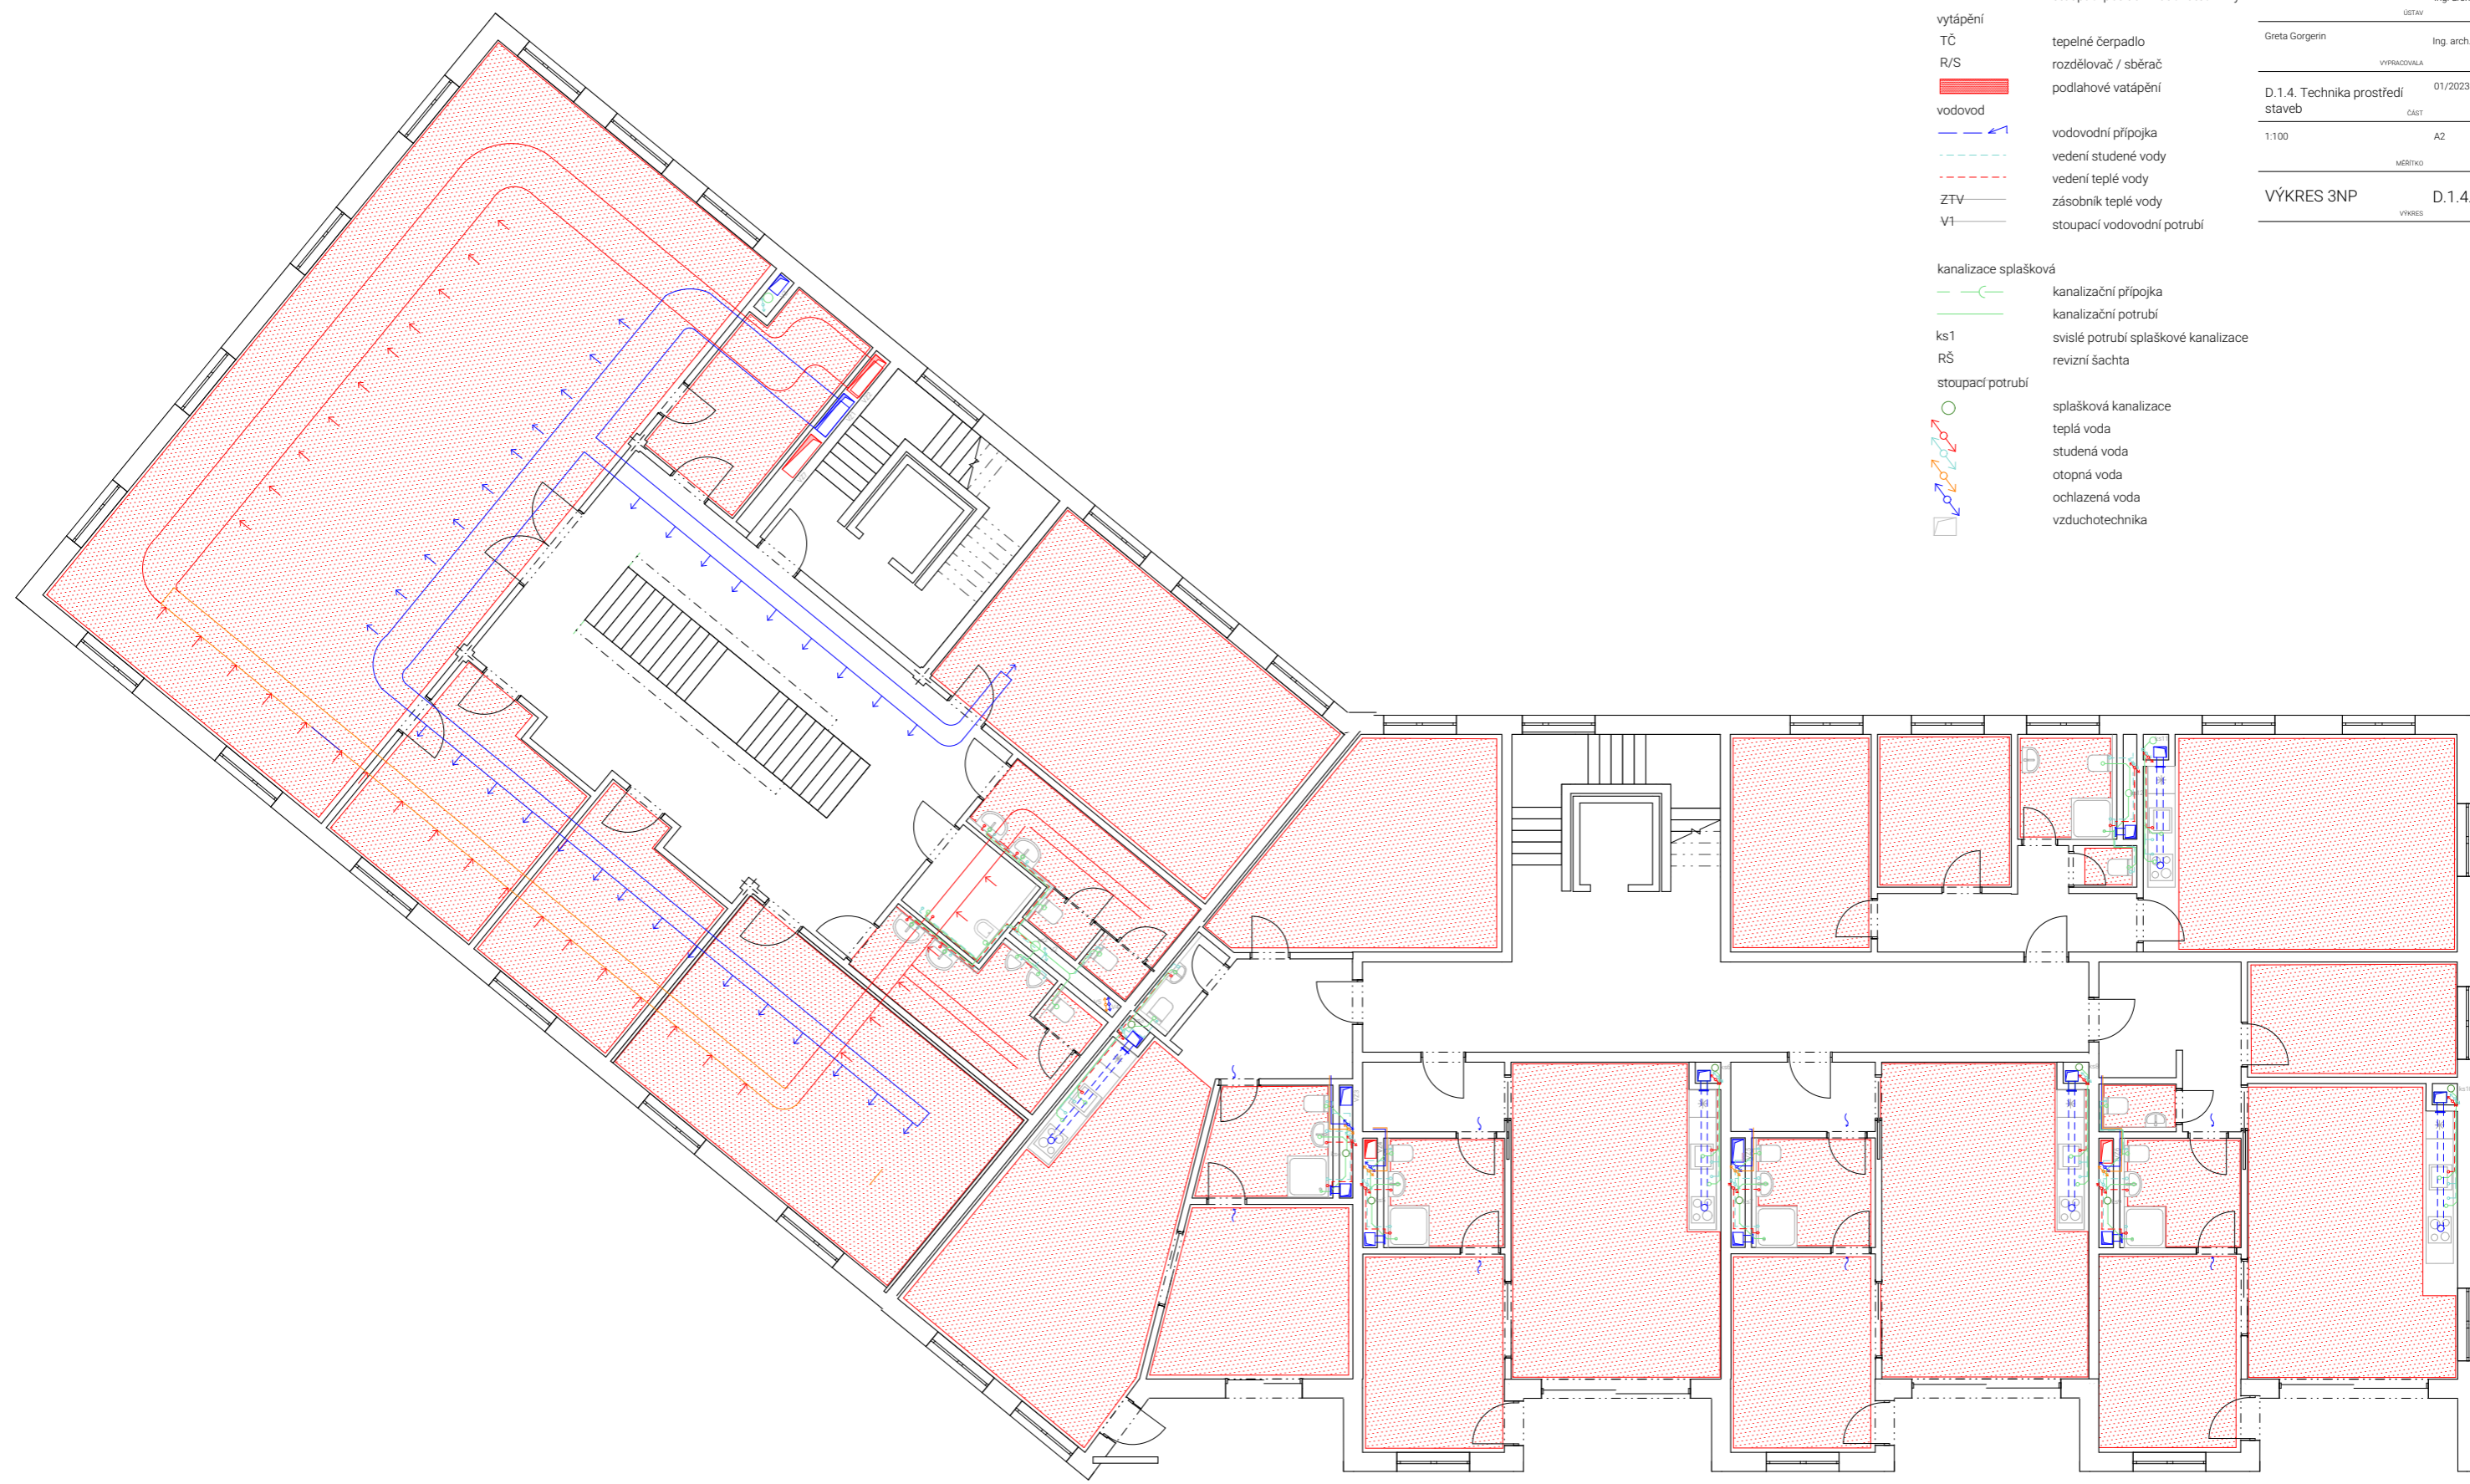 ÚSTAV
Greta Gorgerin
Ing. arch.
VYPRACOVALA
D.1.4. Technika prostředí
staveb
01/2023
ČÁST
1:100
A2
MĚŘÍTKO
VÝKRES 3NP
D.1.4.
VÝKRES
vytápění
TČ tepelné čerpadlo
R/S rozdělovač / sběrač
podlahové vatápění
vodovod
vodovodní přípojka
vedení studené vody
vedení teplé vody
ZTV zásobník teplé vody
V1 stoupací vodovodní potrubí
kanalizace splašková
kanalizační přípojka
kanalizační potrubí
ks1 svislé potrubí splaškové kanalizace
RŠ revizní šachta
stoupací potrubí
splašková kanalizace
teplá voda
studená voda
otopná voda
ochlazená voda
vzduchotechnika